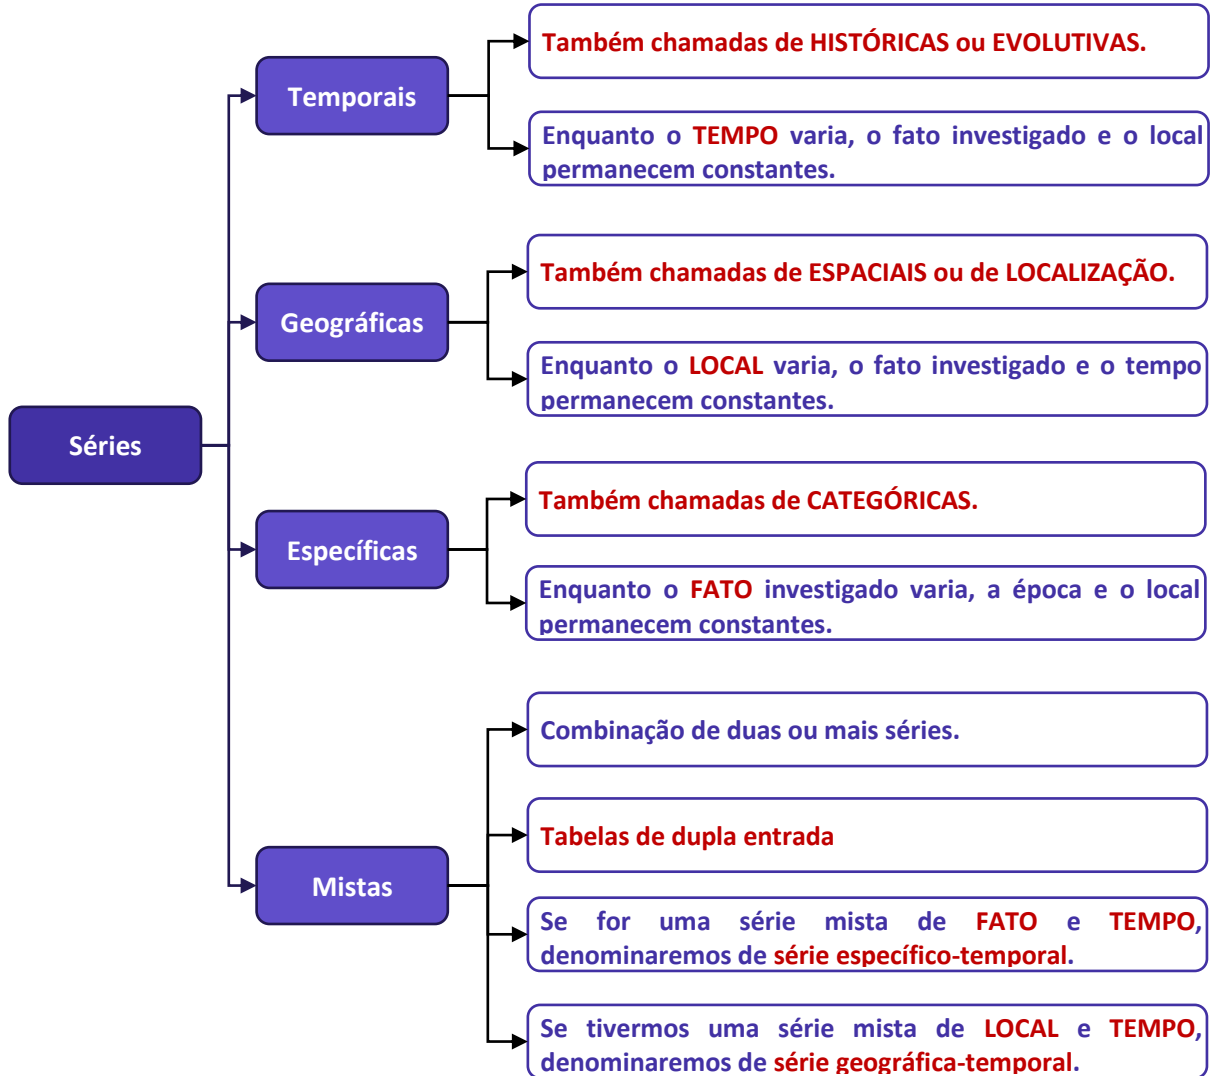 Séries
Temporais
Também chamadas de HISTÓRICAS ou EVOLUTIVAS.
Enquanto o TEMPO varia, o fato investigado e o local
permanecem constantes.
Geográficas
Também chamadas de ESPACIAIS ou de LOCALIZAÇÃO.
Enquanto o LOCAL varia, o fato investigado e o tempo
permanecem constantes.
Específicas
Também chamadas de CATEGÓRICAS.
Enquanto o FATO investigado varia, a época e o local
permanecem constantes.
Mistas
Combinação de duas ou mais séries.
Tabelas de dupla entrada
Se for uma série mista de FATO e TEMPO,
denominaremos de série específico-temporal.
Se tivermos uma série mista de LOCAL e TEMPO,
denominaremos de série geográfica-temporal.